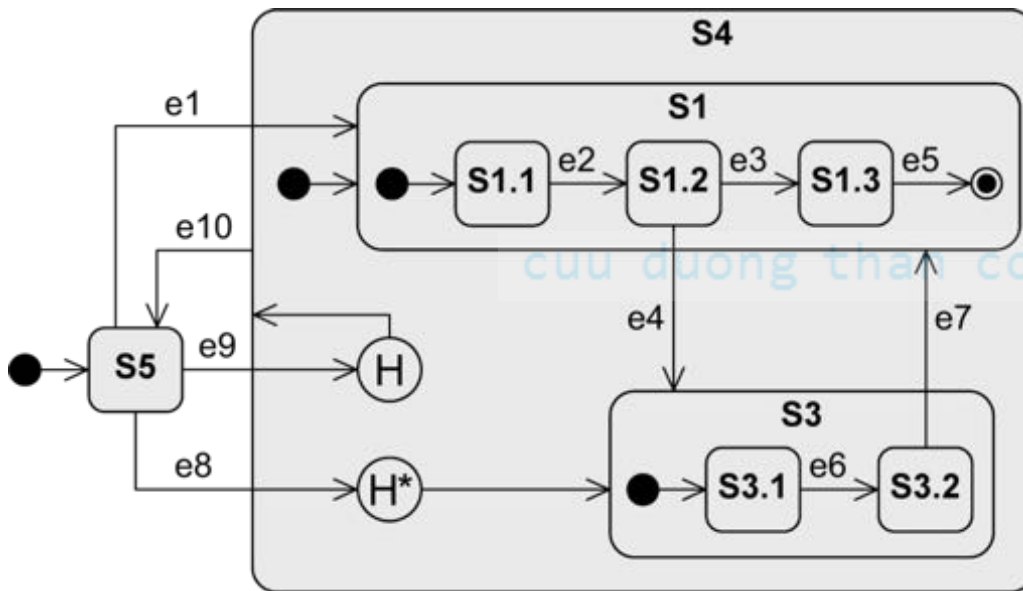 S4
e1
S1
S1.1
e2
S1.2
e3
S1.3
e5
e10
cuu duong than co
e4
e7
S5
e9
H
S3
e8
H*
S3.1
e6
S3.2